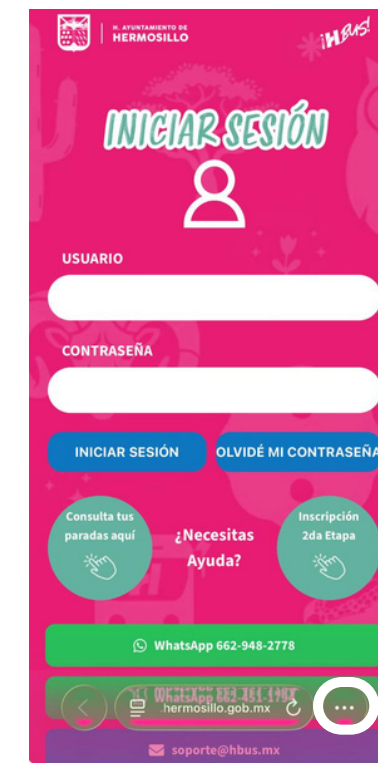 H. AYUNTAMIENTO DE
HERMOSILLO
¡HBUS!
INICIAR SESIÓN
USUARIO
CONTRASEÑA
INICIAR SESIÓN
OLVIDÉ MI CONTRASEÑA
Consulta tus
paradas aquí
¿Necesitas
Ayuda?
Inscripción
2da Etapa
WhatsApp 662-948-2778
.hermosillo.gob.mx
soporte@hbus.mx